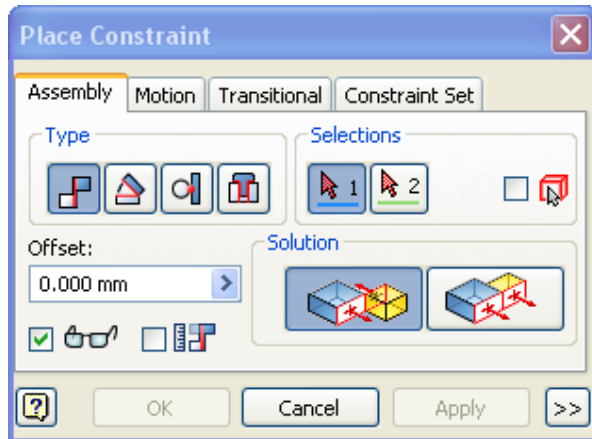 Place Constraint
Assembly Motion Transitional Constraint Set
Type Selections
1 2
Offset: Solution
0.000 mm
OK Cancel Apply >>